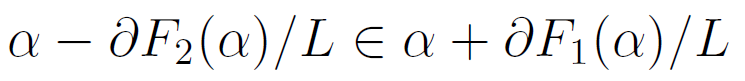 α − ∂F₂(α)/L ∈ α + ∂F₁(α)/L